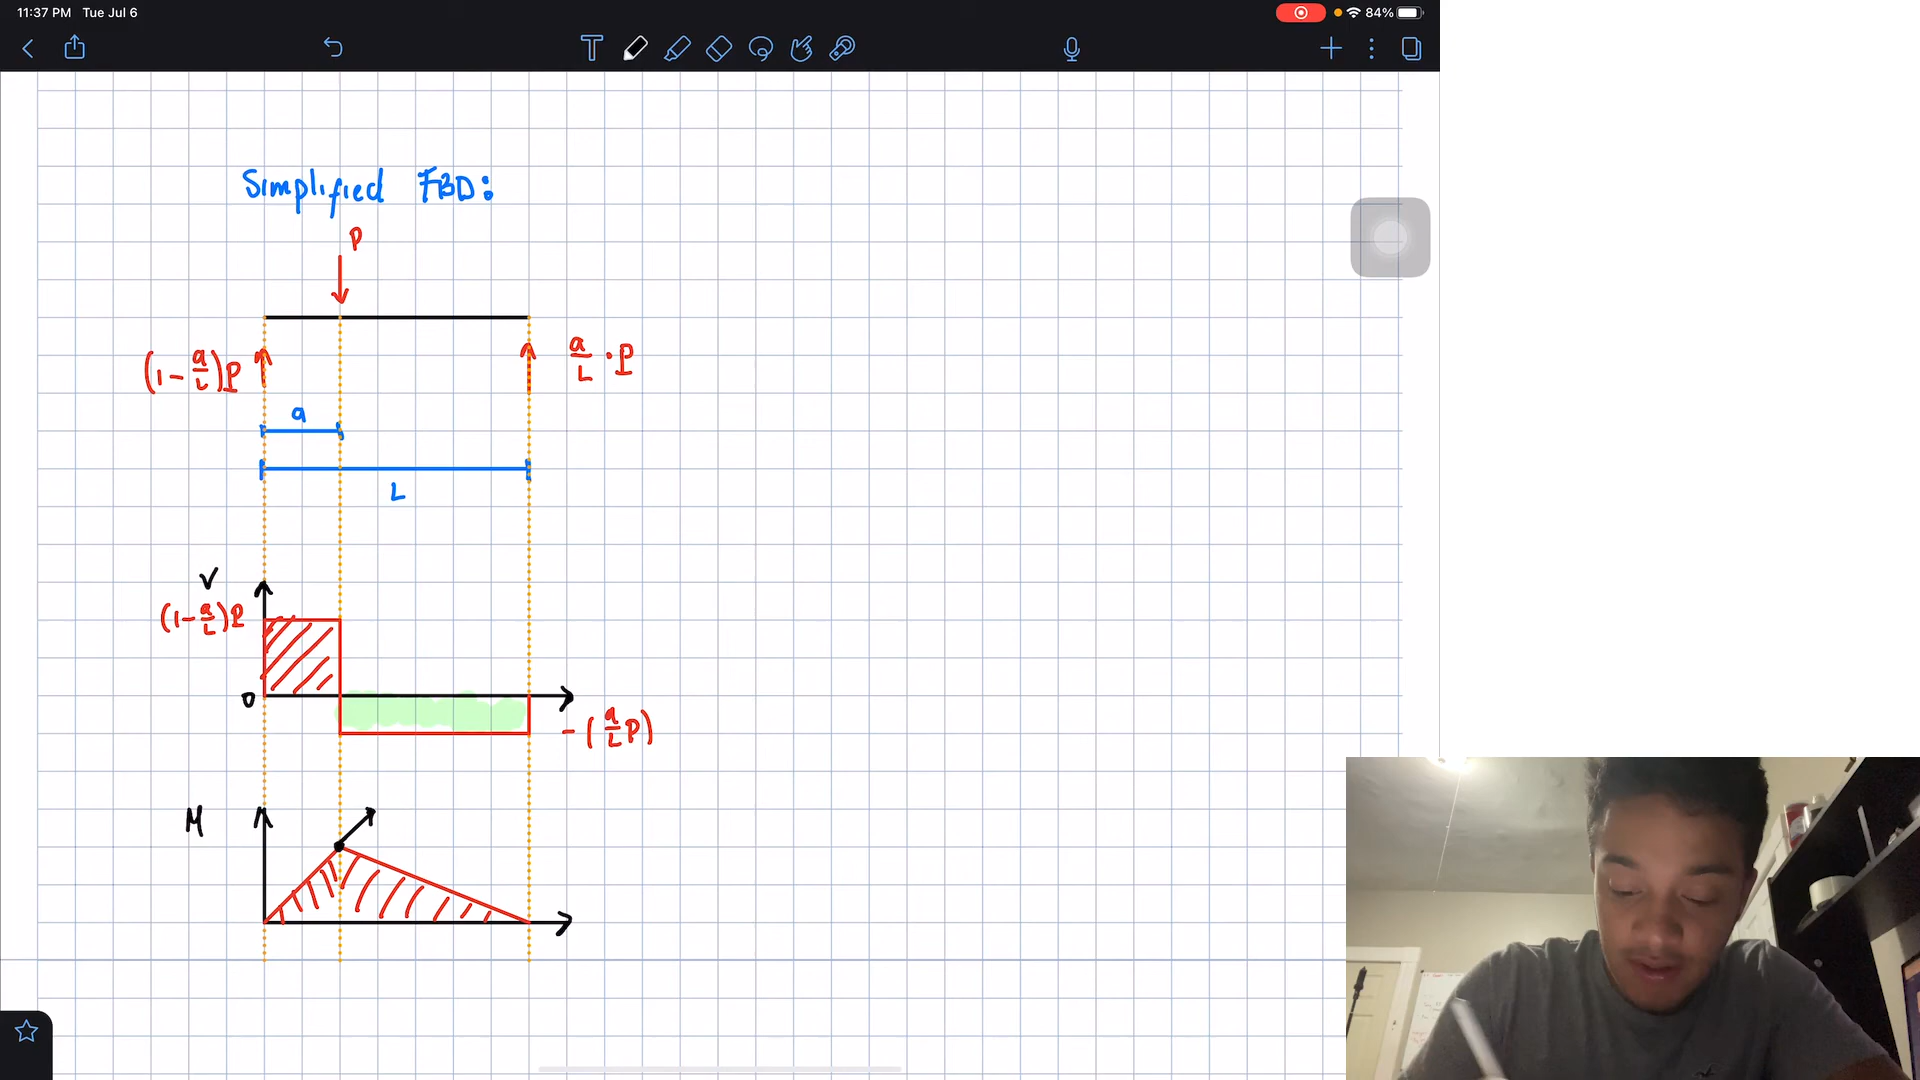 11:37 PM Tue Jul 6
84%
T
Simplified FBD:
P
(1 - a/L)P
a/L · P
a
L
V
(1 - a/L)P
0
- (a/L P)
M